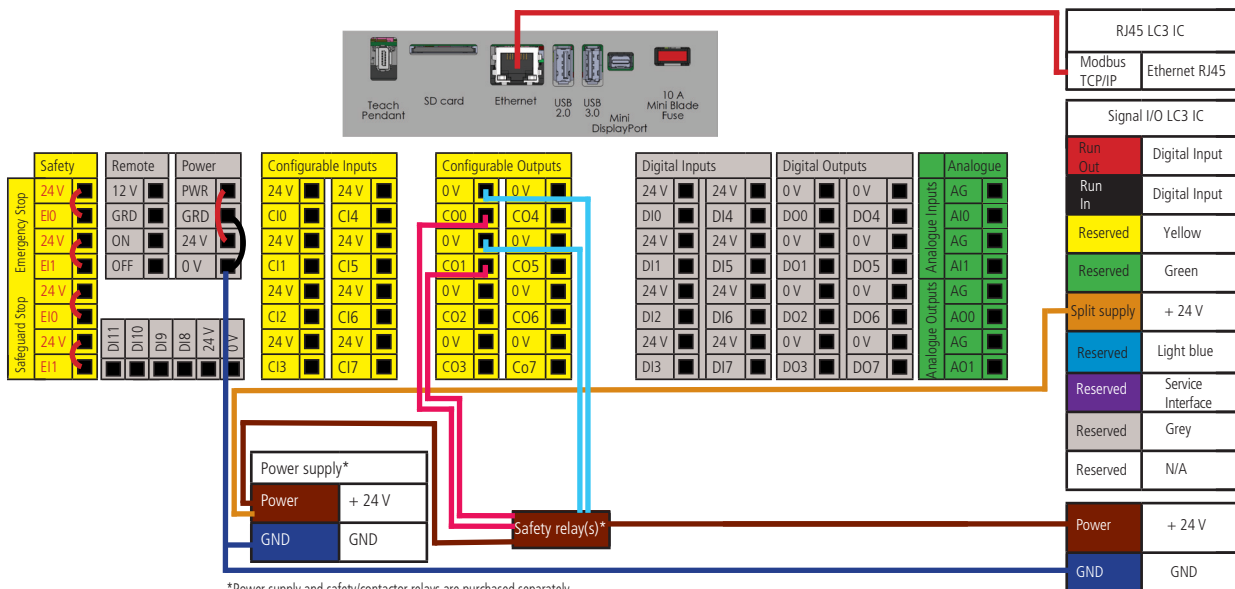 RJ45 LC3 IC
Modbus TCP/IP Ethernet RJ45
Teach Pendant
SD card
Ethernet
USB 2.0
USB 3.0
Mini DisplayPort
10 A Mini Blade Fuse
Signal I/O LC3 IC
Run Out Digital Input
Run In Digital Input
Reserved Yellow
Reserved Green
Split supply + 24 V
Reserved Light blue
Reserved Service Interface
Reserved Grey
Reserved N/A
Power + 24 V
GND GND
Safety
Emergency Stop
24 V
EI0
24 V
EI1
Safeguard Stop
24 V
EI0
24 V
EI1
Remote
12 V
GRD
ON
OFF
Power
PWR
GRD
24 V
0 V
DI11
DI10
DI9
DI8
24 V
0 V
Configurable Inputs
24 V 24 V
CI0 CI4
24 V 24 V
CI1 CI5
24 V 24 V
CI2 CI6
24 V 24 V
CI3 CI7
Configurable Outputs
0 V 0 V
CO0 CO4
0 V 0 V
CO1 CO5
0 V 0 V
CO2 CO6
0 V 0 V
CO3 Co7
Digital Inputs
24 V 24 V
DI0 DI4
24 V 24 V
DI1 DI5
24 V 24 V
DI2 DI6
24 V 24 V
DI3 DI7
Digital Outputs
0 V 0 V
DO0 DO4
0 V 0 V
DO1 DO5
0 V 0 V
DO2 DO6
0 V 0 V
DO3 DO7
Analogue
Analogue Inputs
AG
AI0
AG
AI1
Analogue Outputs
AG
AO0
AG
AO1
Power supply*
Power + 24 V
GND GND
Safety relay(s)*
*Power supply and safety/contactor relays are purchased separately